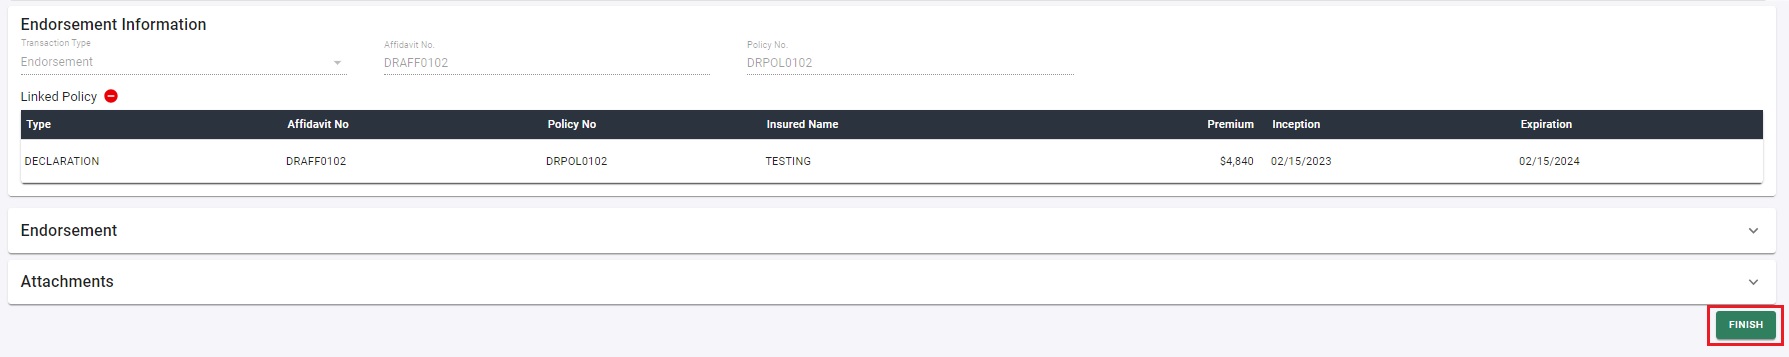 Endorsement Information
Transaction Type Affidavit No. Policy No.
Endorsement DRAFF0102 DRPOL0102
Linked Policy
Type Affidavit No Policy No Insured Name Premium Inception Expiration
DECLARATION DRAFF0102 DRPOL0102 TESTING $4,840 02/15/2023 02/15/2024
Endorsement
Attachments
FINISH